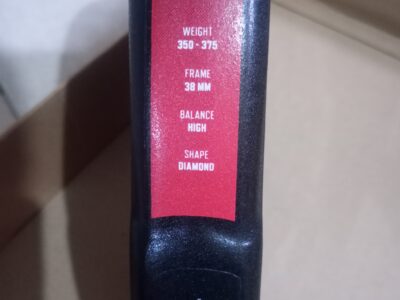 WEIGHT
350 - 375
FRAME
38 MM
BALANCE
HIGH
SHAPE
DIAMOND